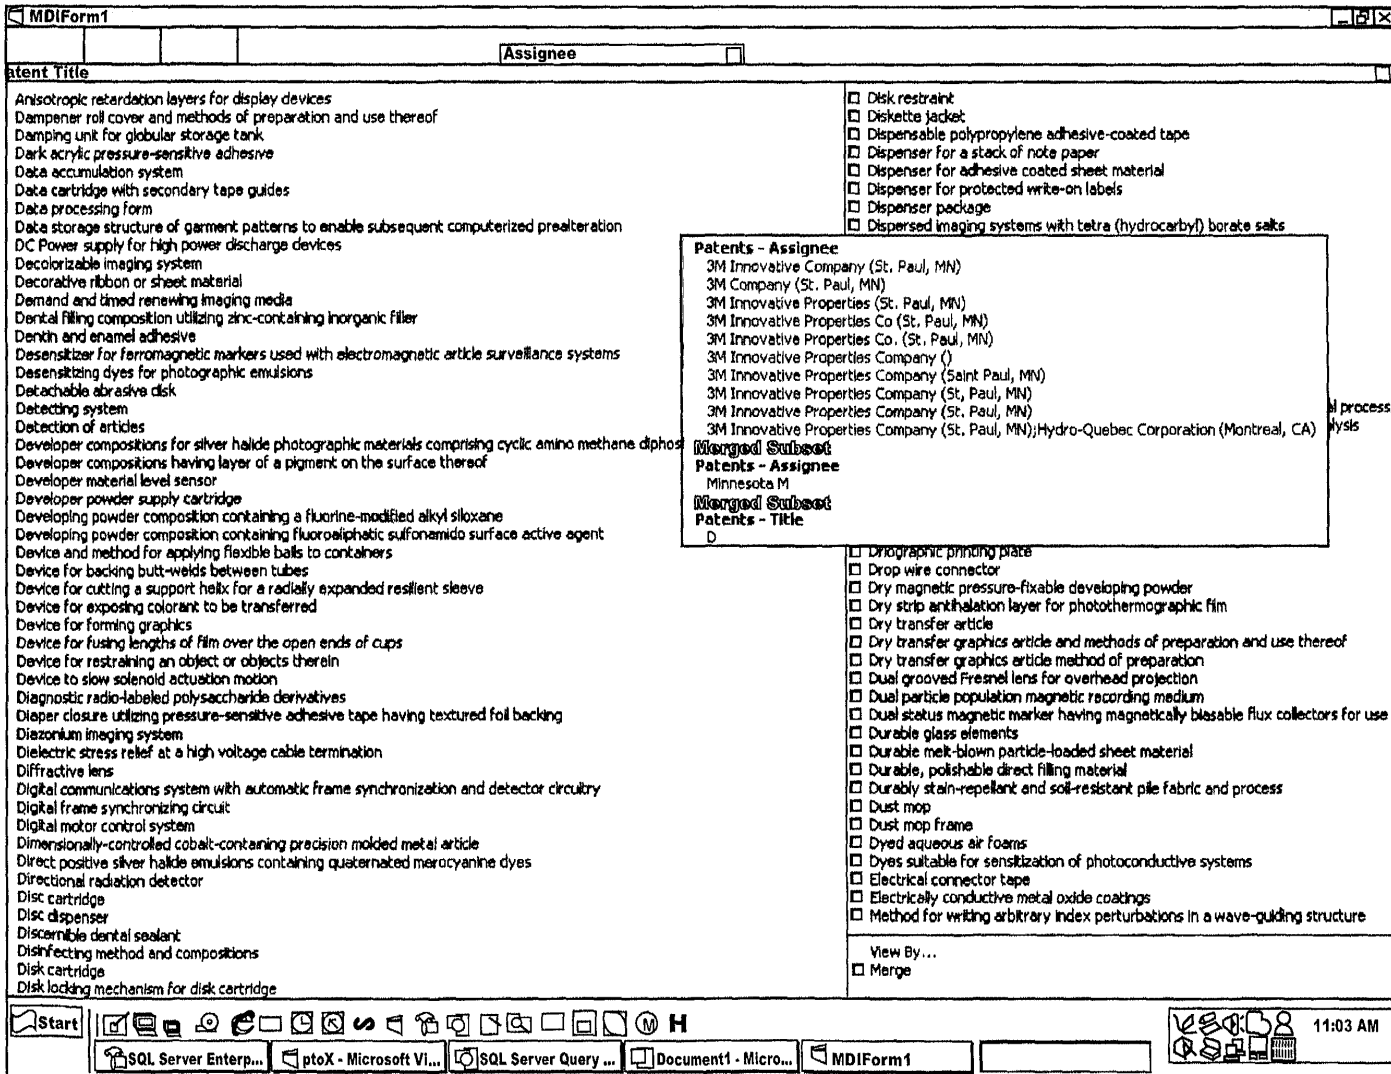 MDIForm1
Assignee
atent Title
Anisotropic retardation layers for display devices
Dampener roll cover and methods of preparation and use thereof
Damping unit for globular storage tank
Dark acrylic pressure-sensitive adhesive
Data accumulation system
Data cartridge with secondary tape guides
Data processing form
Data storage structure of garment patterns to enable subsequent computerized prealteration
DC Power supply for high power discharge devices
Decolorizable imaging system
Decorative ribbon or sheet material
Demand and timed renewing imaging media
Dental filling composition utilizing zinc-containing inorganic filler
Dentin and enamel adhesive
Desensitizer for ferromagnetic markers used with electromagnetic article surveillance systems
Desensitizing dyes for photographic emulsions
Detachable abrasive disk
Detecting system
Detection of articles
Developer compositions for silver halide photographic materials comprising cyclic amino methane diphos
Developer compositions having layer of a pigment on the surface thereof
Developer material level sensor
Developer powder supply cartridge
Developing powder composition containing a fluorine-modified alkyl siloxane
Developing powder composition containing fluoroaliphatic sulfonamido surface active agent
Device and method for applying flexible balls to containers
Device for backing butt-welds between tubes
Device for cutting a support helix for a radially expanded resilient sleeve
Device for exposing colorant to be transferred
Device for forming graphics
Device for fusing lengths of film over the open ends of cups
Device for restraining an object or objects therein
Device to slow solenoid actuation motion
Diagnostic radio-labeled polysaccharide derivatives
Diaper closure utilizing pressure-sensitive adhesive tape having textured foil backing
Diazonium imaging system
Dielectric stress relief at a high voltage cable termination
Diffractive lens
Digital communications system with automatic frame synchronization and detector circuitry
Digital frame synchronizing circuit
Digital motor control system
Dimensionally-controlled cobalt-containing precision molded metal article
Direct positive silver halide emulsions containing quaternated merocyanine dyes
Directional radiation detector
Disc cartridge
Disc dispenser
Discernible dental sealant
Disinfecting method and compositions
Disk cartridge
Disk locking mechanism for disk cartridge
Disk restraint
Diskette jacket
Dispensable polypropylene adhesive-coated tape
Dispenser for a stack of note paper
Dispenser for adhesive coated sheet material
Dispenser for protected write-on labels
Dispenser package
Dispersed imaging systems with tetra (hydrocarbyl) borate salts
Patents - Assignee
3M Innovative Company (St. Paul, MN)
3M Company (St. Paul, MN)
3M Innovative Properties (St. Paul, MN)
3M Innovative Properties Co (St. Paul, MN)
3M Innovative Properties Co. (St. Paul, MN)
3M Innovative Properties Company ()
3M Innovative Properties Company (Saint Paul, MN)
3M Innovative Properties Company (St, Paul, MN)
3M Innovative Properties Company (St. Paul, MN)
3M Innovative Properties Company (St. Paul, MN);Hydro-Quebec Corporation (Montreal, CA)
Merged Subset
Patents - Assignee
Minnesota M
Merged Subset
Patents - Title
D
l process
lysis
Driographic printing plate
Drop wire connector
Dry magnetic pressure-fixable developing powder
Dry strip antihalation layer for photothermographic film
Dry transfer article
Dry transfer graphics article and methods of preparation and use thereof
Dry transfer graphics article method of preparation
Dual grooved Fresnel lens for overhead projection
Dual particle population magnetic recording medium
Dual status magnetic marker having magnetically biasable flux collectors for use
Durable glass elements
Durable melt-blown particle-loaded sheet material
Durable, polishable direct filling material
Durably stain-repellant and soil-resistant pile fabric and process
Dust mop
Dust mop frame
Dyed aqueous air foams
Dyes suitable for sensitization of photoconductive systems
Electrical connector tape
Electrically conductive metal oxide coatings
Method for writing arbitrary index perturbations in a wave-guiding structure
View By...
Merge
Start
M H
11:03 AM
SQL Server Enterp...
ptoX - Microsoft Vi...
SQL Server Query ...
Document1 - Micro...
MDIForm1